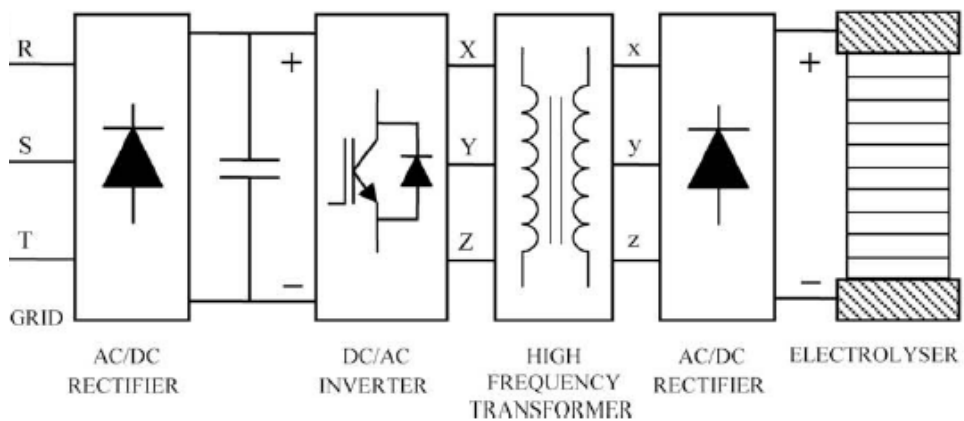 R
S
T
GRID
+
−
X
Y
Z
x
y
z
+
−
AC/DC
RECTIFIER
DC/AC
INVERTER
HIGH
FREQUENCY
TRANSFORMER
AC/DC
RECTIFIER
ELECTROLYSER